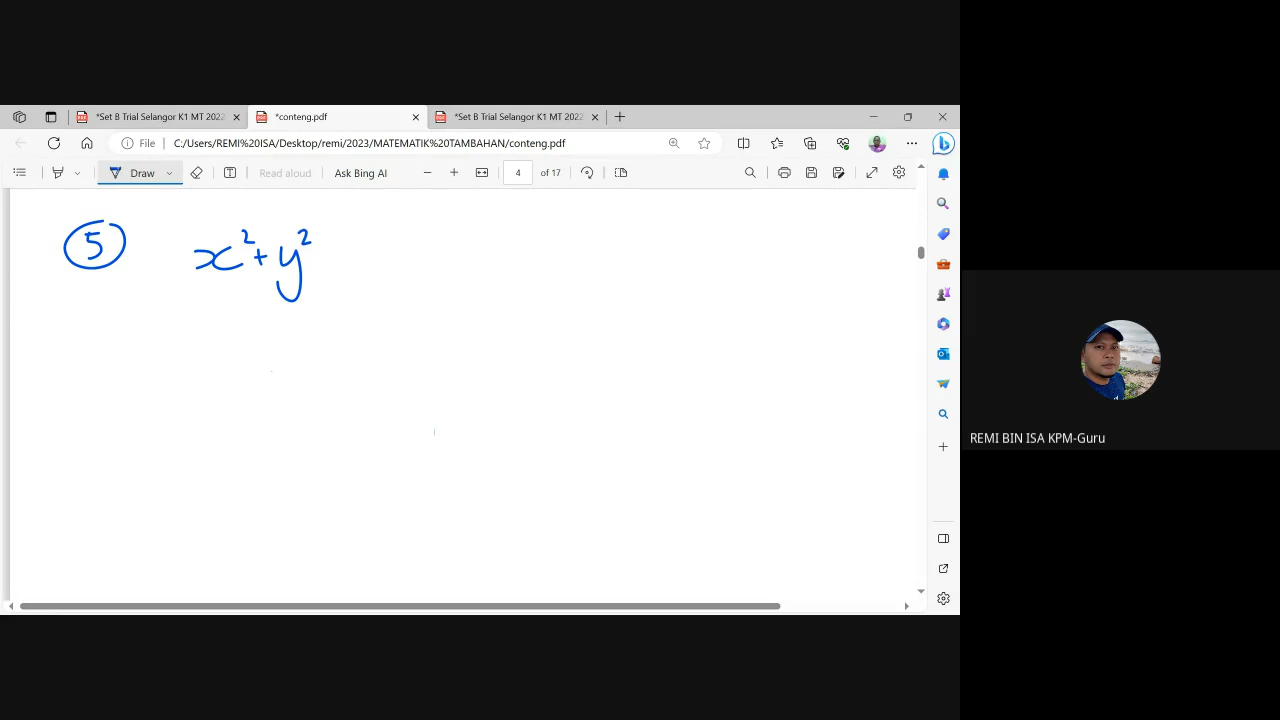 *Set B Trial Selangor K1 MT 2022
*conteng.pdf
*Set B Trial Selangor K1 MT 2022
File
C:/Users/REMI%20ISA/Desktop/remi/2023/MATEMATIK%20TAMBAHAN/conteng.pdf
Draw
Read aloud
Ask Bing AI
4 of 17
5 x² + y²
REMI BIN ISA KPM-Guru